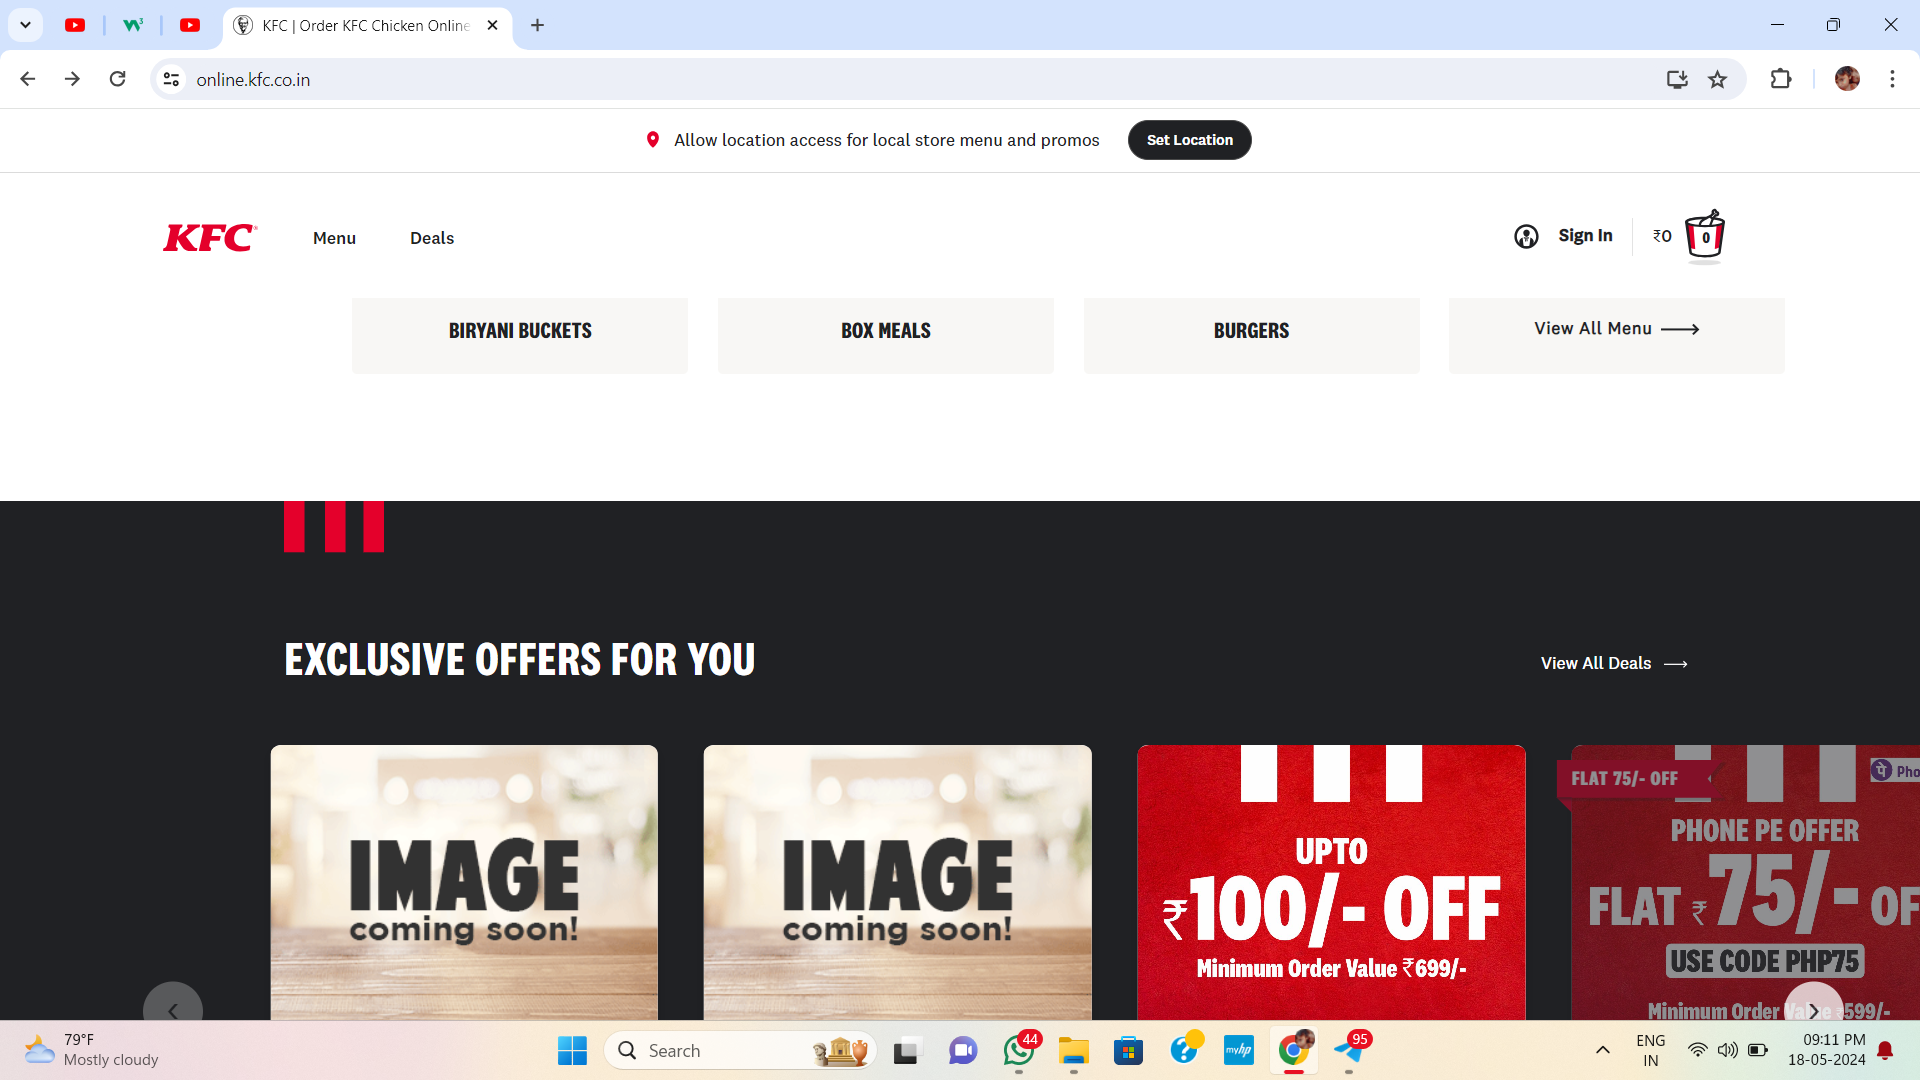 KFC | Order KFC Chicken Online
online.kfc.co.in
Allow location access for local store menu and promos
Set Location
KFC
Menu
Deals
Sign In
₹0
0
BIRYANI BUCKETS
BOX MEALS
BURGERS
View All Menu
EXCLUSIVE OFFERS FOR YOU
View All Deals
IMAGE
coming soon!
IMAGE
coming soon!
UPTO
₹100/- OFF
Minimum Order Value ₹699/-
FLAT 75/- OFF
Pho
PHONE PE OFFER
FLAT ₹75/- OF
USE CODE PHP75
Minimum Order Value ₹599/-
79°F
Mostly cloudy
Search
44
myhp
95
ENG
IN
09:11 PM
18-05-2024